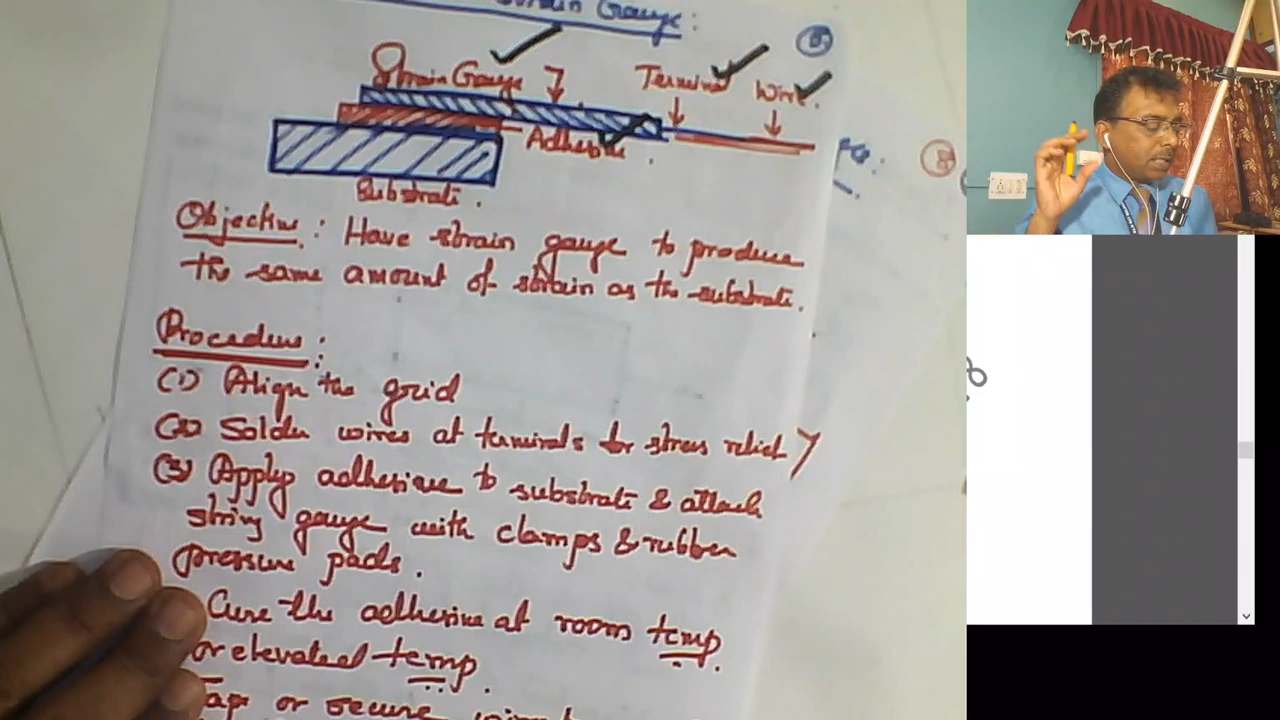 Strain Gauge:
Strain Gauge
Terminal
Wire.
Adhesive.
Substrate.
Objective: Have strain gauge to produce
the same amount of strain as the substrate.
Procedure:
(1) Align the grid
(2) Solder wires at terminals for stress relief
(3) Apply adhesive to substrate & attach
string gauge with clamps & rubber
pressure pads.
Cure the adhesive at room temp
or elevated temp.
or secure
8